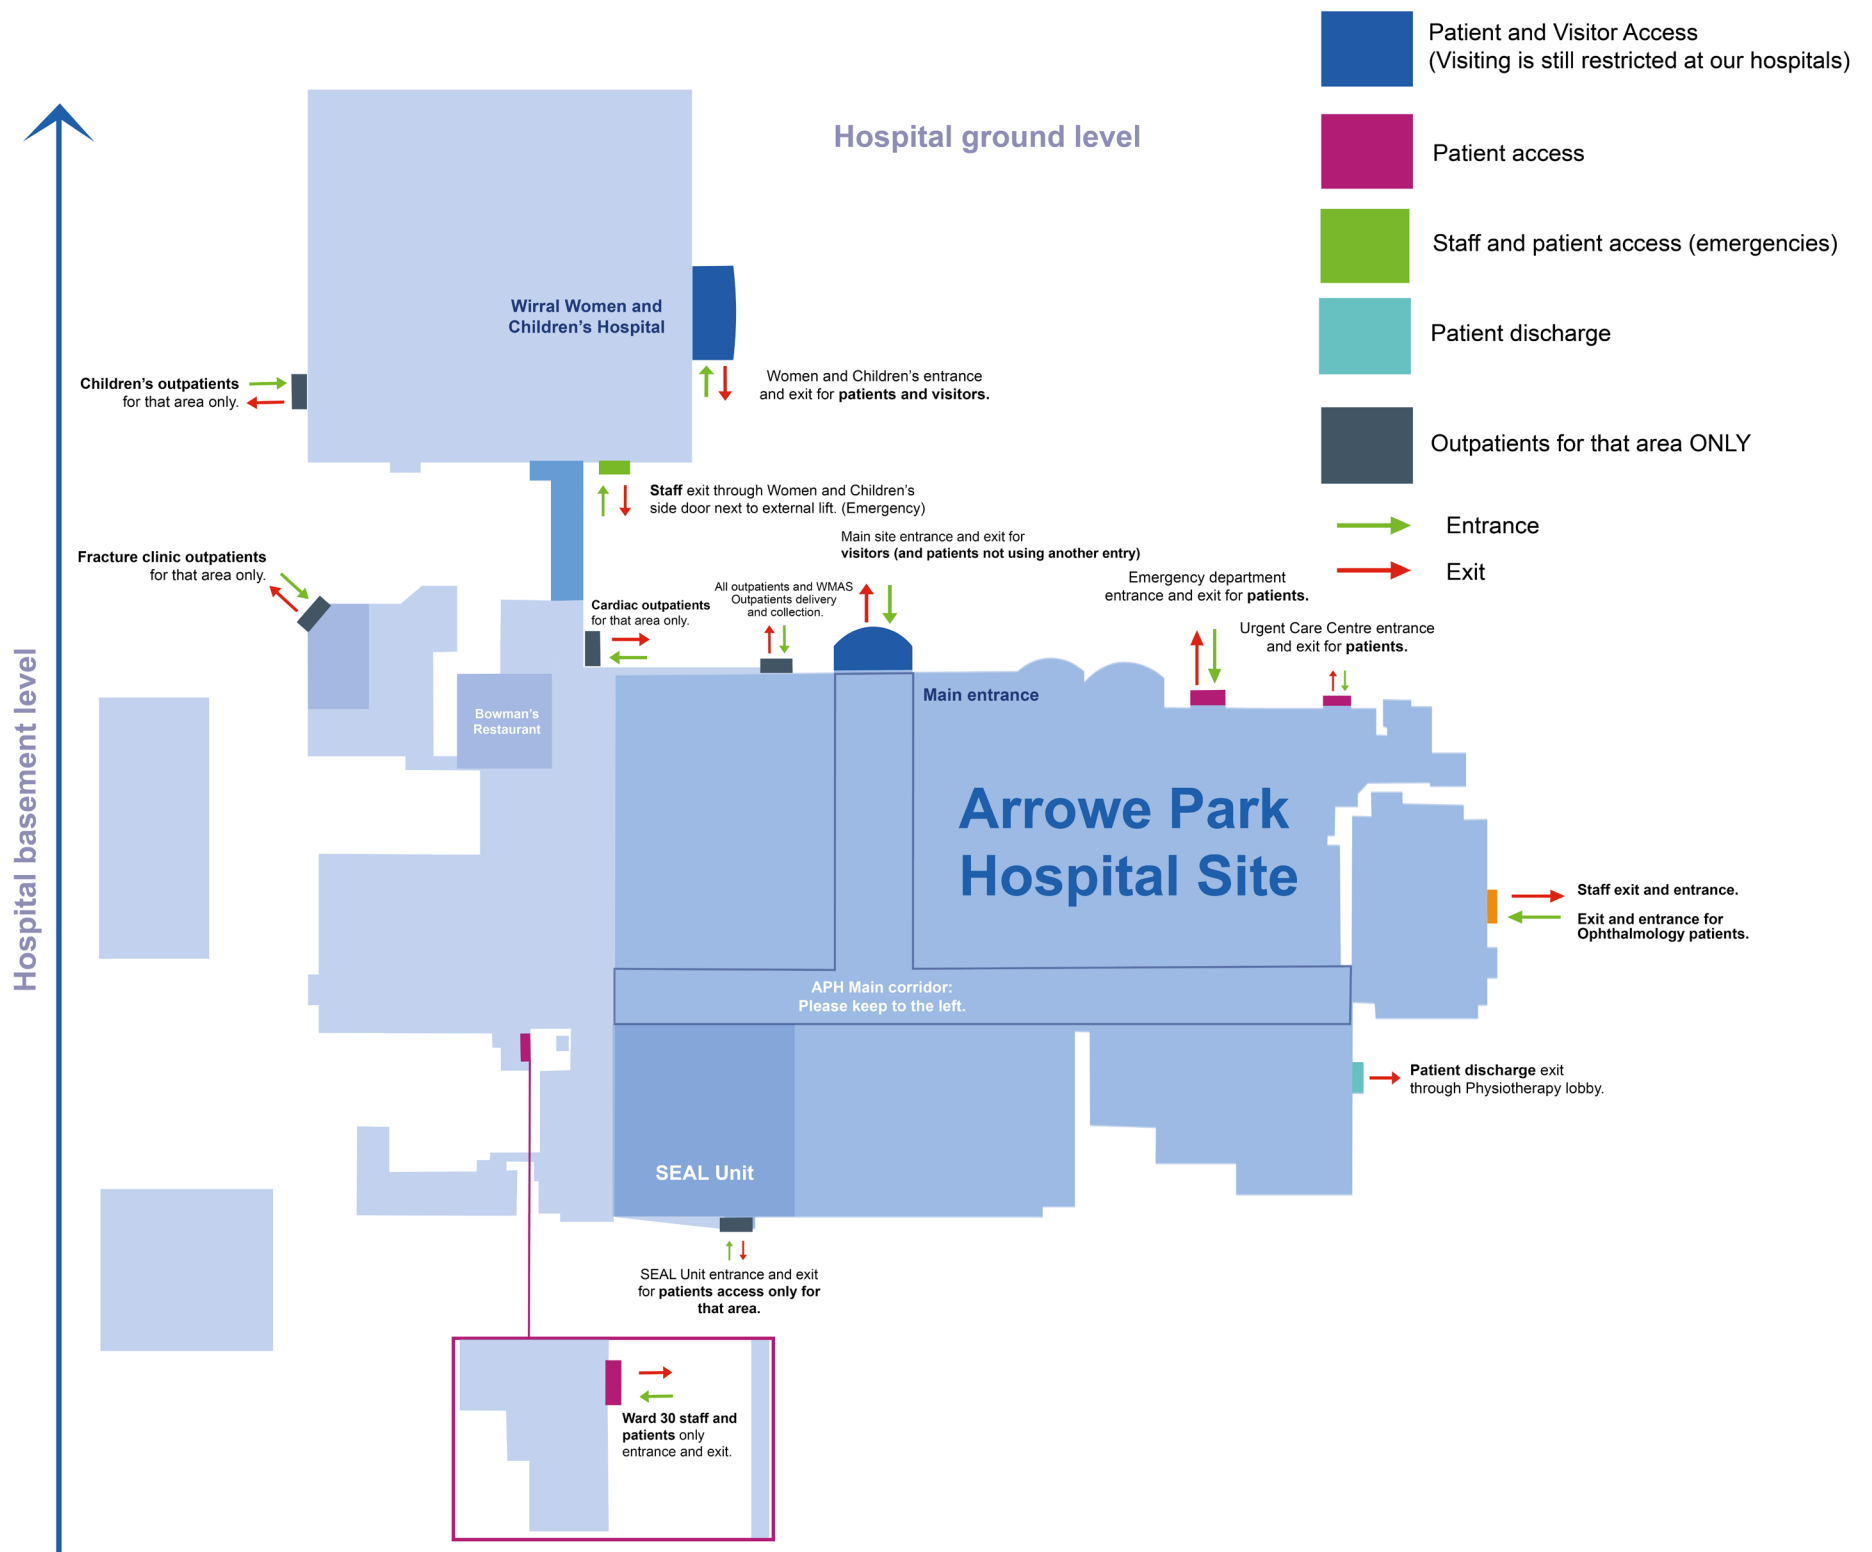 Patient and Visitor Access
(Visiting is still restricted at our hospitals)
Hospital ground level
Patient access
Staff and patient access (emergencies)
Wirral Women and
Children's Hospital
Patient discharge
Children's outpatients
for that area only.
Women and Children's entrance
and exit for patients and visitors.
Outpatients for that area ONLY
Staff exit through Women and Children's
side door next to external lift. (Emergency)
Entrance
Main site entrance and exit for
visitors (and patients not using another entry)
Fracture clinic outpatients
for that area only.
Exit
Emergency department
entrance and exit for patients.
All outpatients and WMAS
Outpatients delivery
and collection.
Cardiac outpatients
for that area only.
Urgent Care Centre entrance
and exit for patients.
Main entrance
Bowman's
Restaurant
Hospital basement level
Arrowe Park
Hospital Site
Staff exit and entrance.
Exit and entrance for
Ophthalmology patients.
APH Main corridor:
Please keep to the left.
Patient discharge exit
through Physiotherapy lobby.
SEAL Unit
SEAL Unit entrance and exit
for patients access only for
that area.
Ward 30 staff and
patients only
entrance and exit.